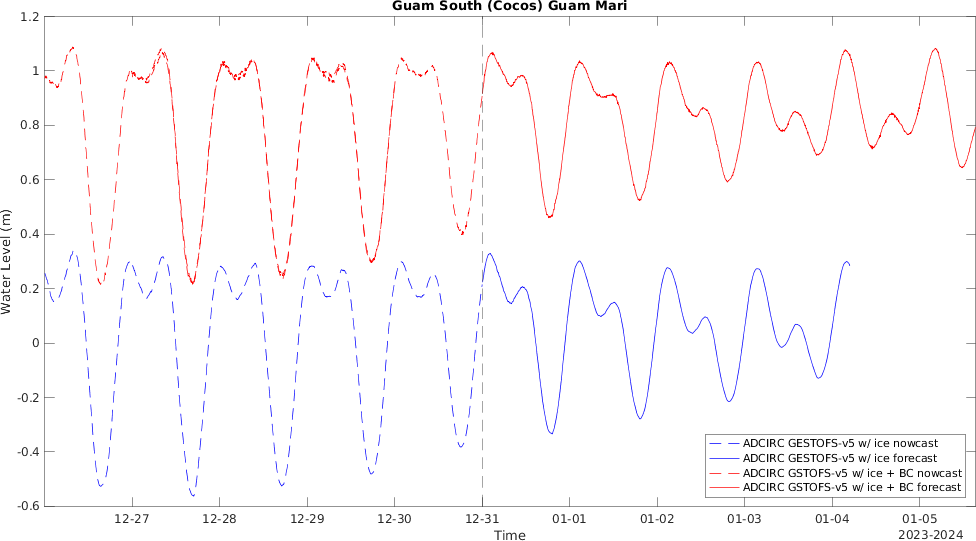 Guam South (Cocos) Guam Mari
Water Level (m)
1.2
1
0.8
0.6
0.4
0.2
0
-0.2
-0.4
-0.6
ADCIRC GESTOFS-v5 w/ ice nowcast
ADCIRC GESTOFS-v5 w/ ice forecast
ADCIRC GSTOFS-v5 w/ ice + BC nowcast
ADCIRC GSTOFS-v5 w/ ice + BC forecast
12-27 12-28 12-29 12-30 12-31 01-01 01-02 01-03 01-04 01-05
Time
2023-2024